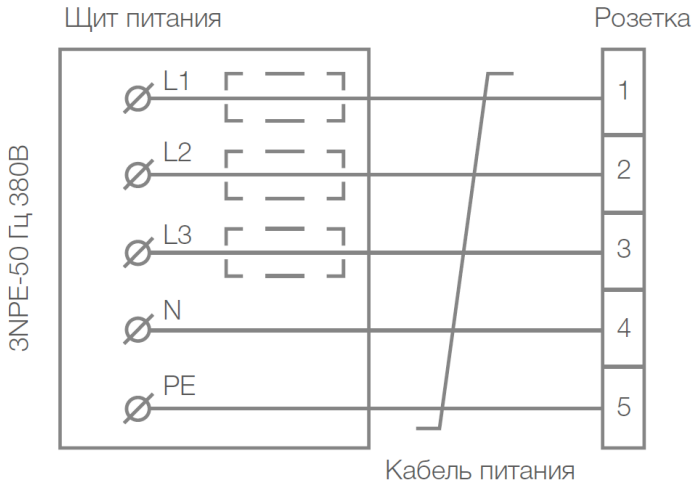 Щит питания
Розетка
3NPE-50 Гц 380В
L1
1
L2
2
L3
3
N
4
PE
5
Кабель питания